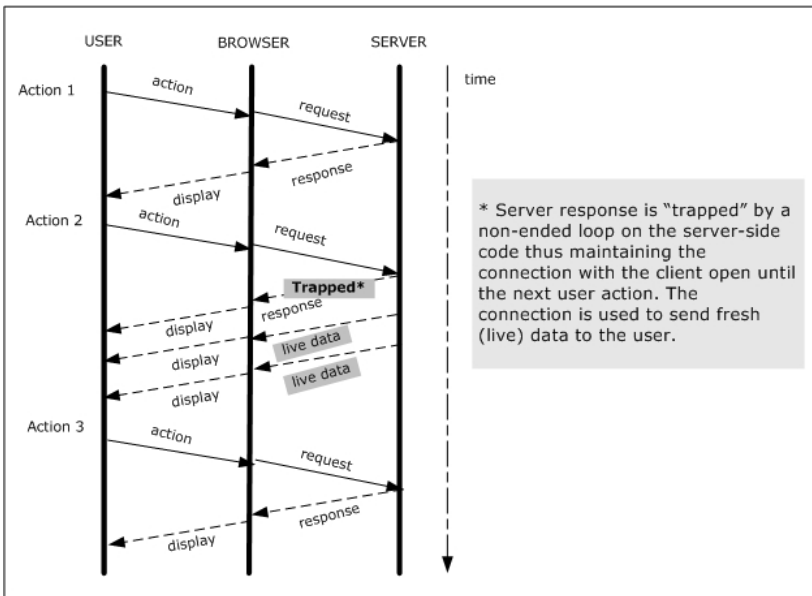 USER
BROWSER
SERVER
time
Action 1
action
request
response
display
Action 2
action
request
Trapped*
response
display
live data
display
live data
display
Action 3
action
request
response
display
* Server response is “trapped” by a
non-ended loop on the server-side
code thus maintaining the
connection with the client open until
the next user action. The
connection is used to send fresh
(live) data to the user.